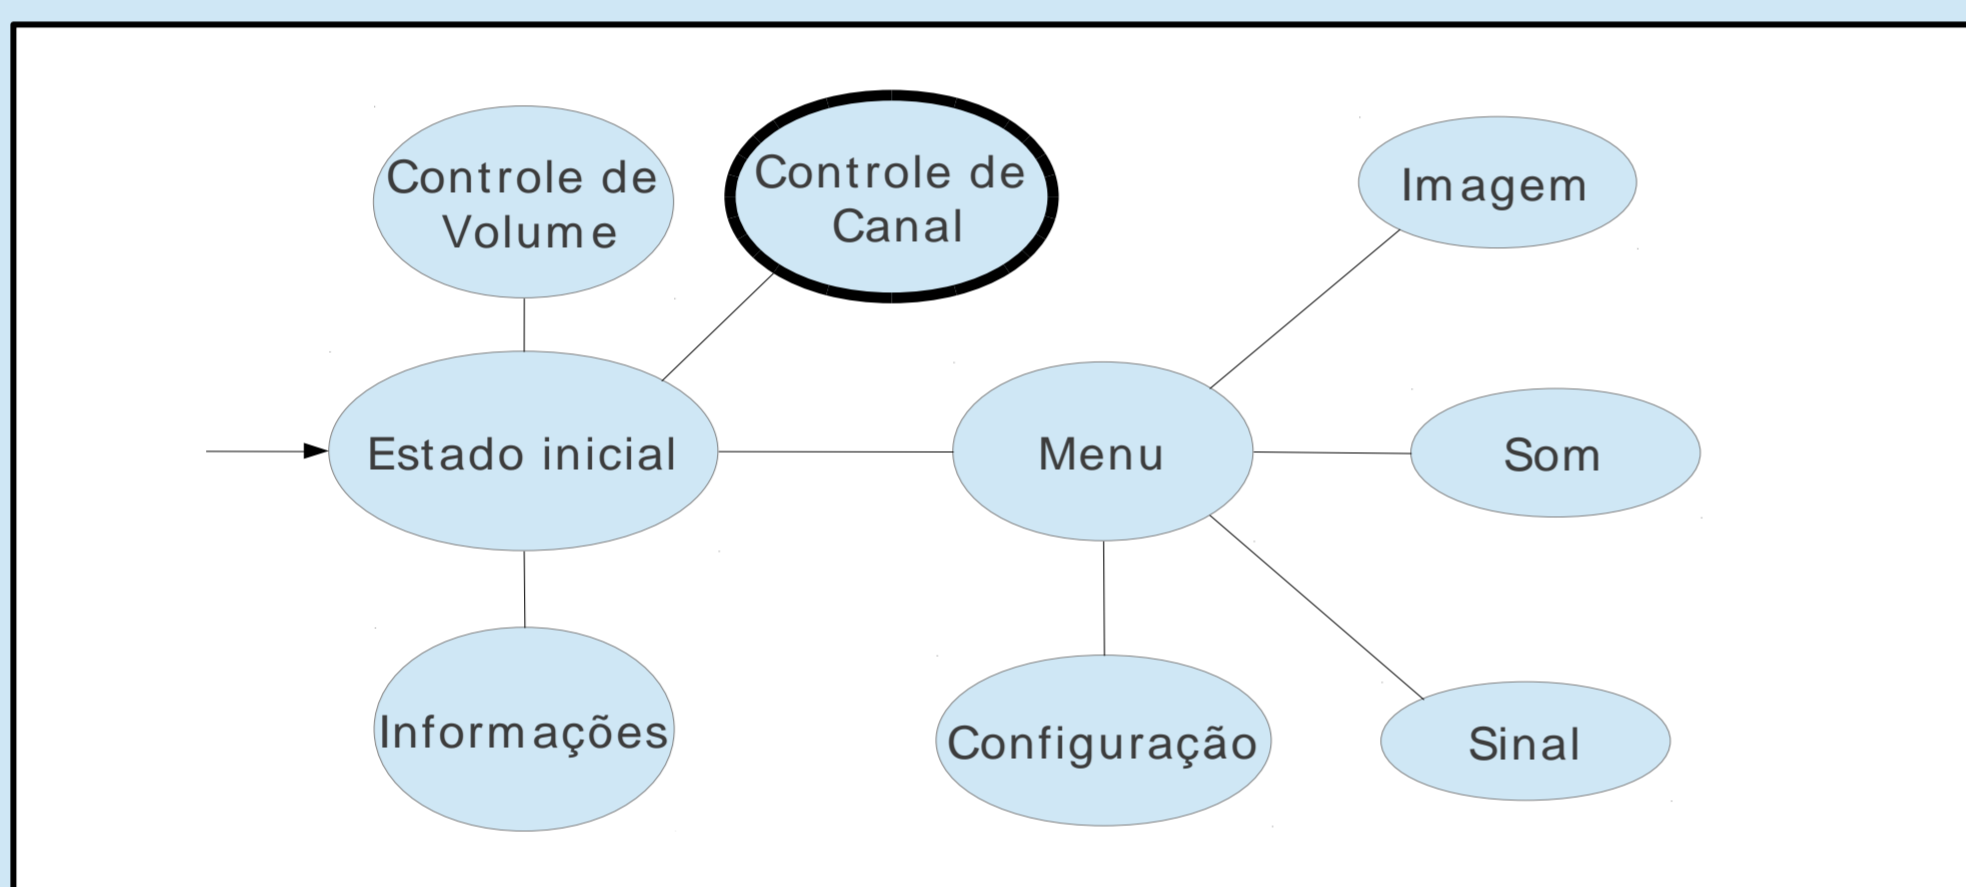 Controle de
Volume
Controle de
Canal
Imagem
Estado inicial
Menu
Som
Informações
Configuração
Sinal